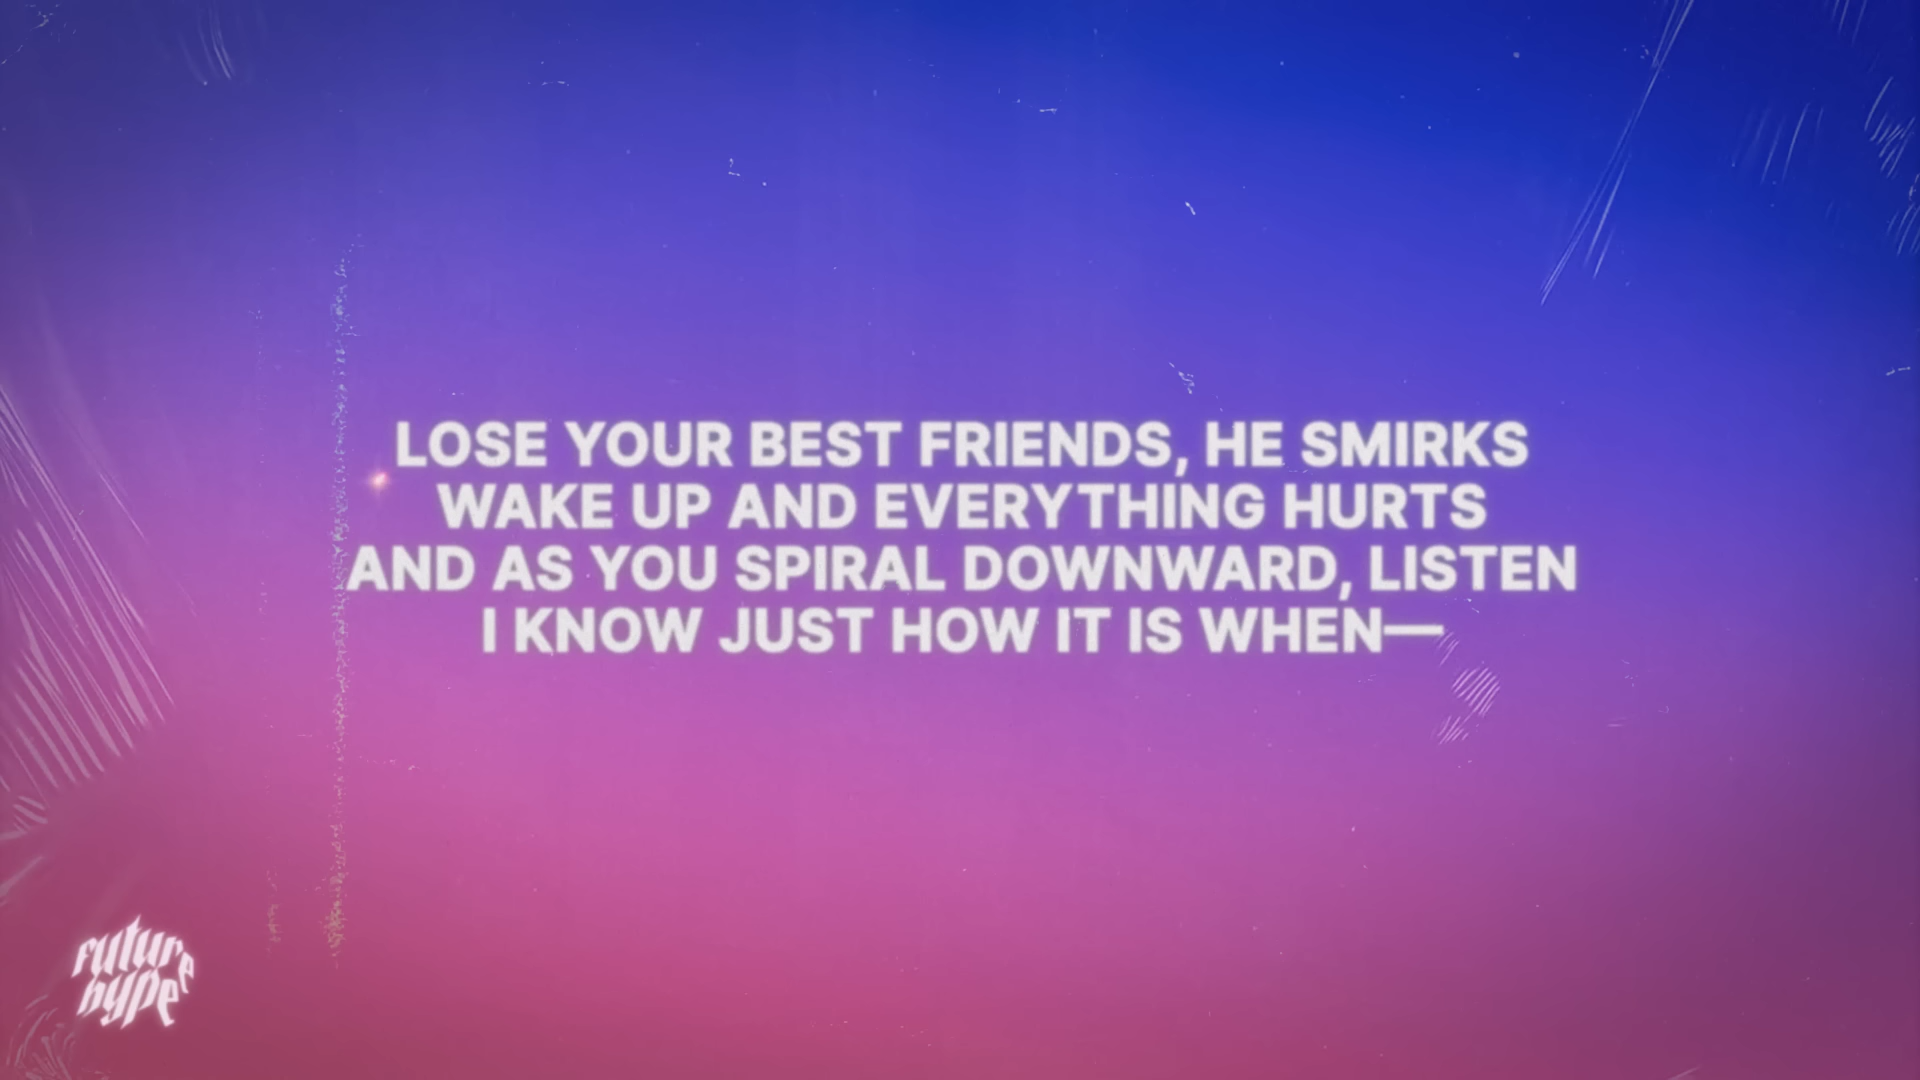 LOSE YOUR BEST FRIENDS, HE SMIRKS
WAKE UP AND EVERYTHING HURTS
AND AS YOU SPIRAL DOWNWARD, LISTEN
I KNOW JUST HOW IT IS WHEN—
future
hype